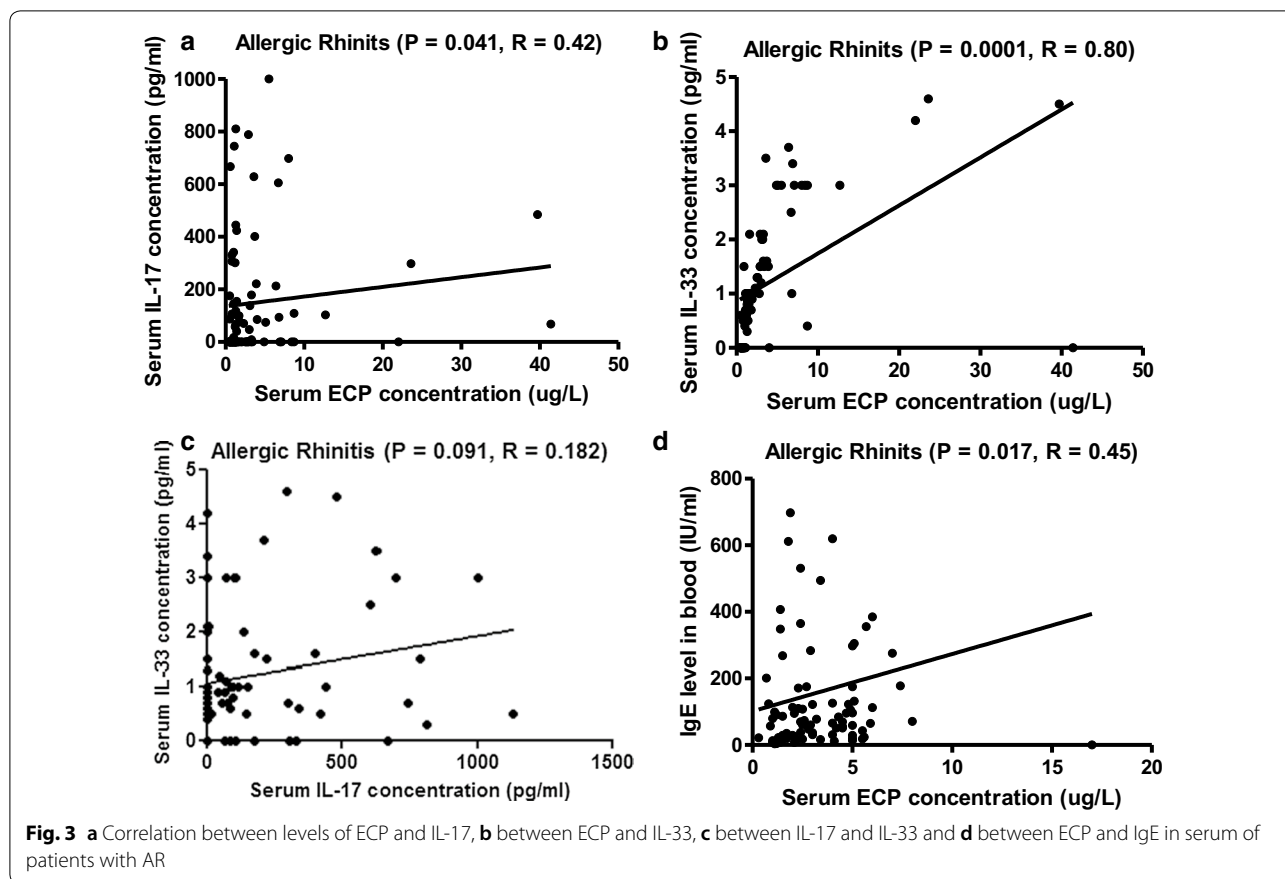 a
Allergic Rhinits (P = 0.041, R = 0.42)
Serum IL-17 concentration (pg/ml)
1000
800
600
400
200
0
0 10 20 30 40 50
Serum ECP concentration (ug/L)
b
Allergic Rhinits (P = 0.0001, R = 0.80)
Serum IL-33 concentration (pg/ml)
5
4
3
2
1
0
0 10 20 30 40 50
Serum ECP concentration (ug/L)
c
Allergic Rhinitis (P = 0.091, R = 0.182)
Serum IL-33 concentration (pg/ml)
5
4
3
2
1
0
0 500 1000 1500
Serum IL-17 concentration (pg/ml)
d
Allergic Rhinits (P = 0.017, R = 0.45)
IgE level in blood (IU/ml)
800
600
400
200
0
0 5 10 15 20
Serum ECP concentration (ug/L)
Fig. 3 a Correlation between levels of ECP and IL-17, b between ECP and IL-33, c between IL-17 and IL-33 and d between ECP and IgE in serum of
patients with AR